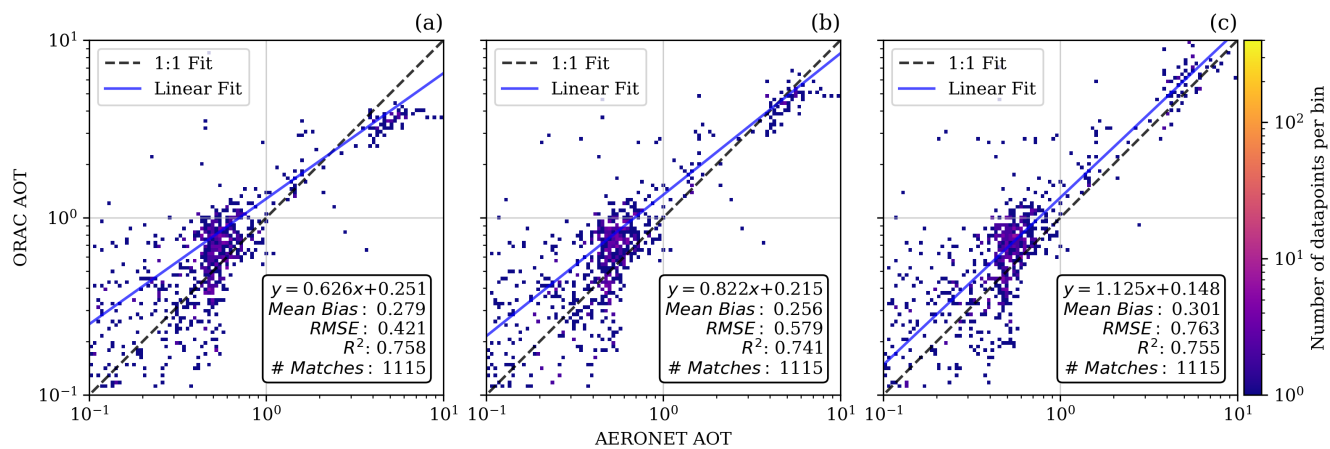 (a)
(b)
(c)
1:1 Fit
Linear Fit
1:1 Fit
Linear Fit
1:1 Fit
Linear Fit
ORAC AOT
10¹
10⁰
10⁻¹
y = 0.626x+0.251
Mean Bias: 0.279
RMSE: 0.421
R²: 0.758
# Matches: 1115
y = 0.822x+0.215
Mean Bias: 0.256
RMSE: 0.579
R²: 0.741
# Matches: 1115
y = 1.125x+0.148
Mean Bias: 0.301
RMSE: 0.763
R²: 0.755
# Matches: 1115
10⁻¹ 10⁰ 10¹
10⁻¹ 10⁰ 10¹
10⁻¹ 10⁰ 10¹
AERONET AOT
10²
10¹
10⁰
Number of datapoints per bin